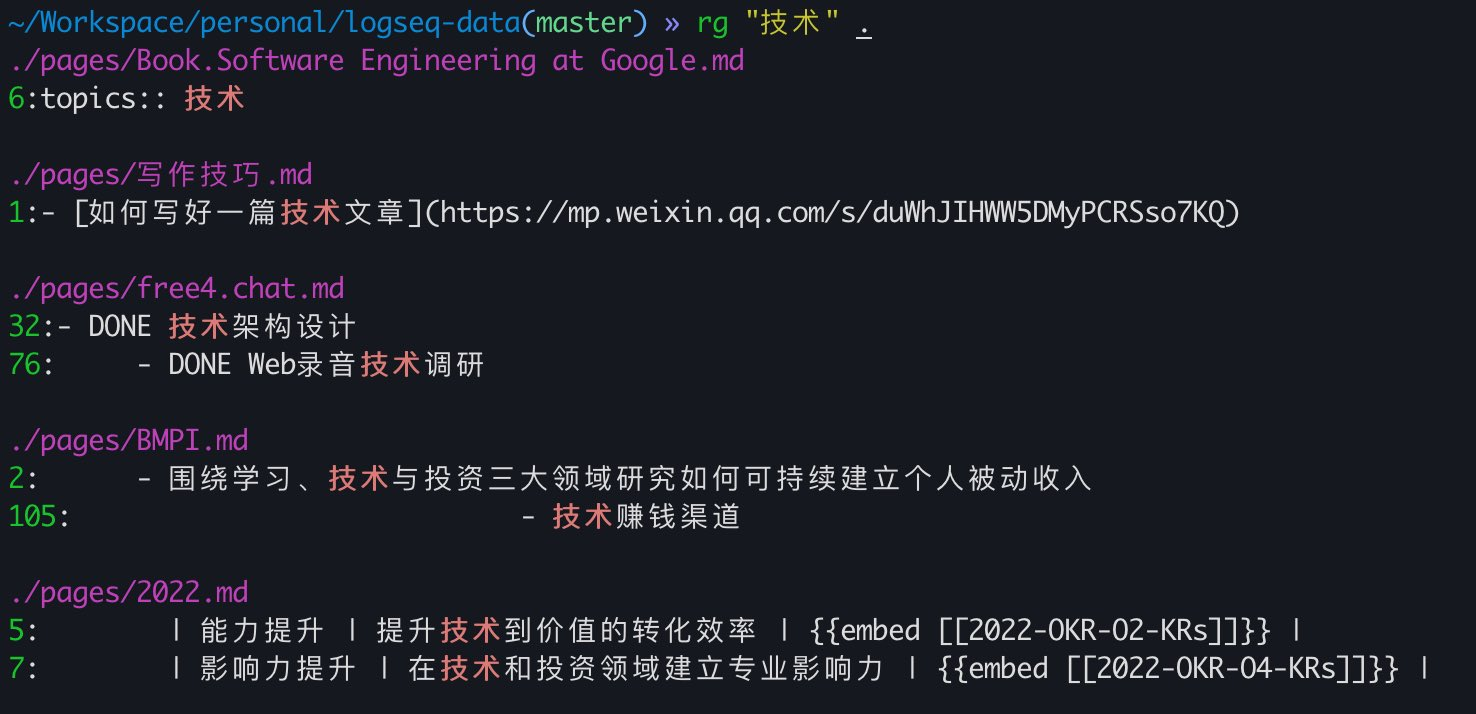 ~/Workspace/personal/logseq-data(master) » rg "技术" .
./pages/Book.Software Engineering at Google.md
6:topics:: 技术
./pages/写作技巧.md
1:- [如何写好一篇技术文章](https://mp.weixin.qq.com/s/duWhJIHWW5DMyPCRSso7KQ)
./pages/free4.chat.md
32:- DONE 技术架构设计
76:     - DONE Web录音技术调研
./pages/BMPI.md
2:      - 围绕学习、技术与投资三大领域研究如何可持续建立个人被动收入
105:                            - 技术赚钱渠道
./pages/2022.md
5:        | 能力提升 | 提升技术到价值的转化效率 | {{embed [[2022-OKR-O2-KRs]]}} |
7:        | 影响力提升 | 在技术和投资领域建立专业影响力 | {{embed [[2022-OKR-O4-KRs]]}} |